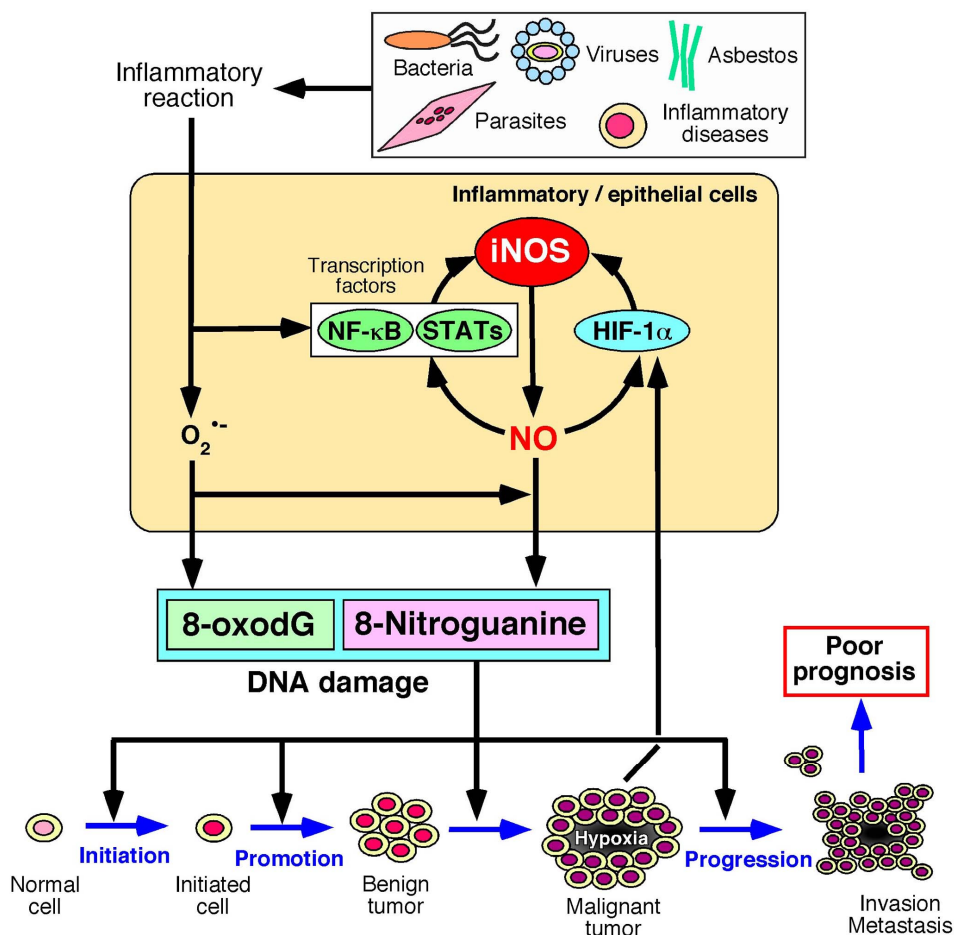 Bacteria
Viruses
Asbestos
Parasites
Inflammatory
diseases
Inflammatory
reaction
Inflammatory / epithelial cells
iNOS
Transcription
factors
NF-κB
STATs
HIF-1α
O₂•-
NO
8-oxodG
8-Nitroguanine
DNA damage
Poor
prognosis
Hypoxia
Initiation
Promotion
Progression
Normal
cell
Initiated
cell
Benign
tumor
Malignant
tumor
Invasion
Metastasis